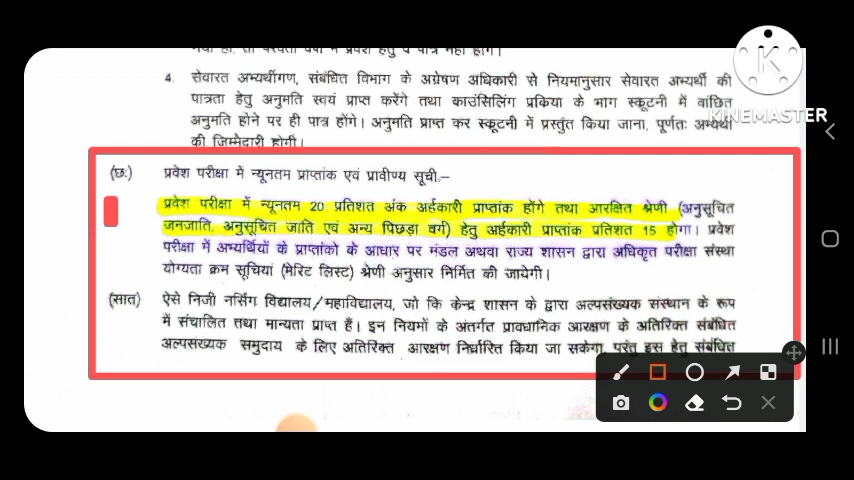 4. सेवारत अभ्यर्थीगण, संबंधित विभाग के अग्रेषण अधिकारी से नियमानुसार सेवारत अभ्यर्थी की
पात्रता हेतु अनुमति स्वयं प्राप्त करेंगे तथा काउंसिलिंग प्रकिया के भाग स्कूटनी में वांछित
अनुमति होने पर ही पात्र होंगे। अनुमति प्राप्त कर स्कूटनी में प्रस्तुंत किया जाना, पूर्णतः अभ्यर्थी
की जिम्मेदारी होगी।
K
KINEMASTER
(छः) प्रवेश परीक्षा में न्यूनतम प्राप्तांक एवं प्रावीण्य सूची.–
प्रवेश परीक्षा में न्यूनतम 20 प्रतिशत अंक अर्हकारी प्राप्तांक होंगे तथा आरक्षित श्रेणी (अनुसूचित
जनजाति, अनुसूचित जाति एवं अन्य पिछड़ा वर्ग) हेतु अर्हकारी प्राप्तांक प्रतिशत 15 होगा। प्रवेश
परीक्षा में अभ्यर्थियों के प्राप्तांको के आधार पर मंडल अथवा राज्य शासन द्वारा अधिकृत परीक्षा संस्था
योग्यता क्रम सूचियां (मेरिट लिस्ट) श्रेणी अनुसार निर्मित की जायेगी।
(सात) ऐसे निजी नर्सिंग विद्यालय/महाविद्यालय, जो कि केन्द्र शासन के द्वारा अल्पसंख्यक संस्थान के रूप
में संचालित तथा मान्यता प्राप्त हैं। इन नियमों के अंतर्गत प्रावधानिक आरक्षण के अतिरिक्त संबंधित
अल्पसंख्यक समुदाय के लिए अतिरिक्त आरक्षण निर्धारित किया जा सकेगा, परंतु इस हेतु संबंधित